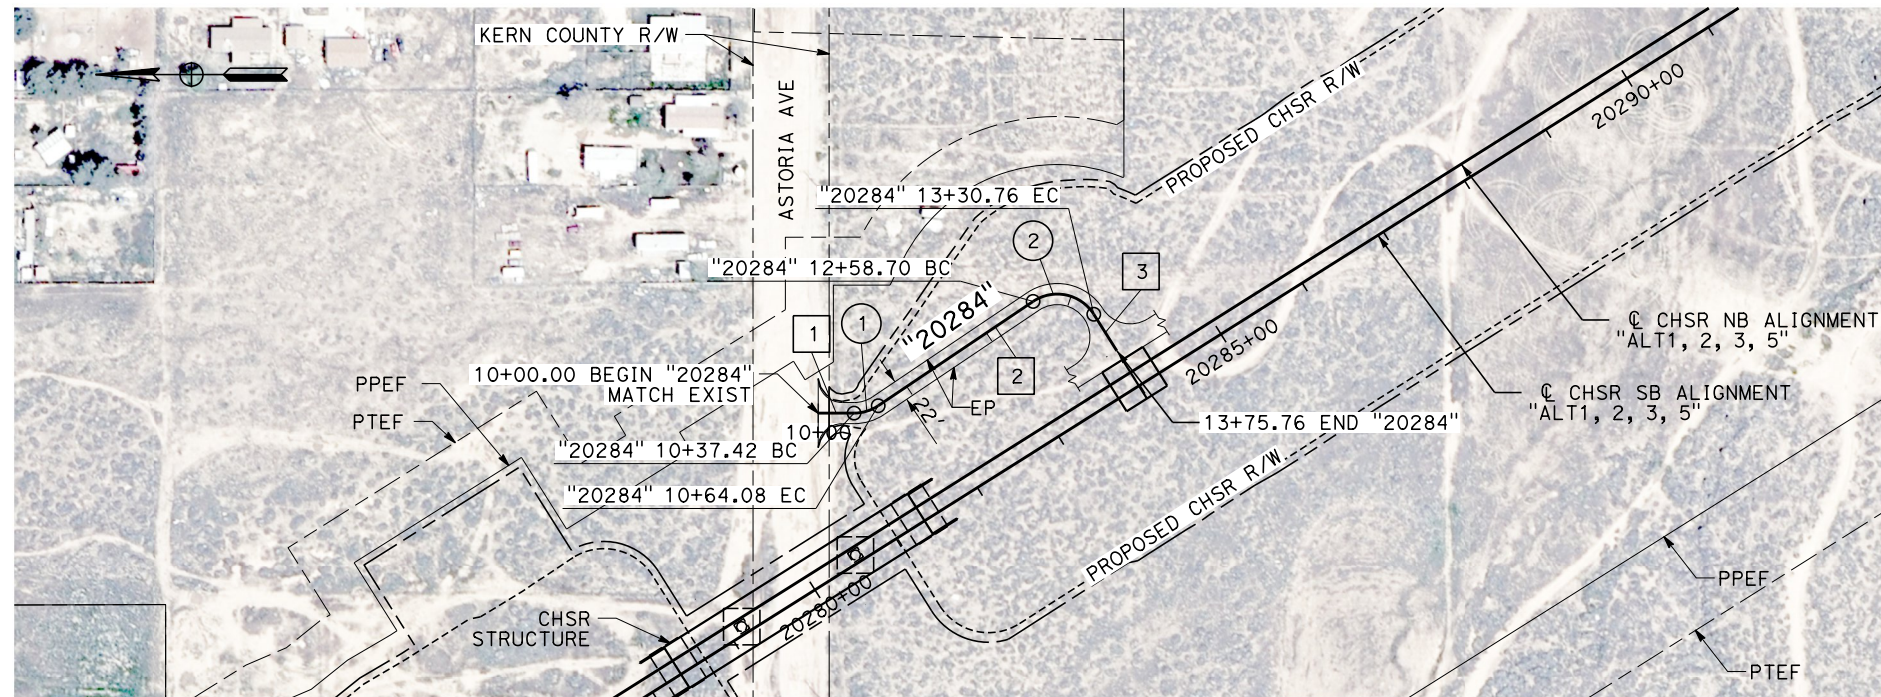 KERN COUNTY R/W
ASTORIA AVE
PROPOSED CHSR R/W
20290+00
"20284" 13+30.76 EC
2
3
"20284" 12+58.70 BC
"20284"
1
1
20285+00
℄ CHSR NB ALIGNMENT
"ALT1, 2, 3, 5"
10+00.00 BEGIN "20284"
MATCH EXIST
2
PPEF
PTEF
EP
22'
℄ CHSR SB ALIGNMENT
"ALT1, 2, 3, 5"
13+75.76 END "20284"
10+00
"20284" 10+37.42 BC
"20284" 10+64.08 EC
PROPOSED CHSR R/W
20280+00
CHSR
STRUCTURE
PPEF
PTEF